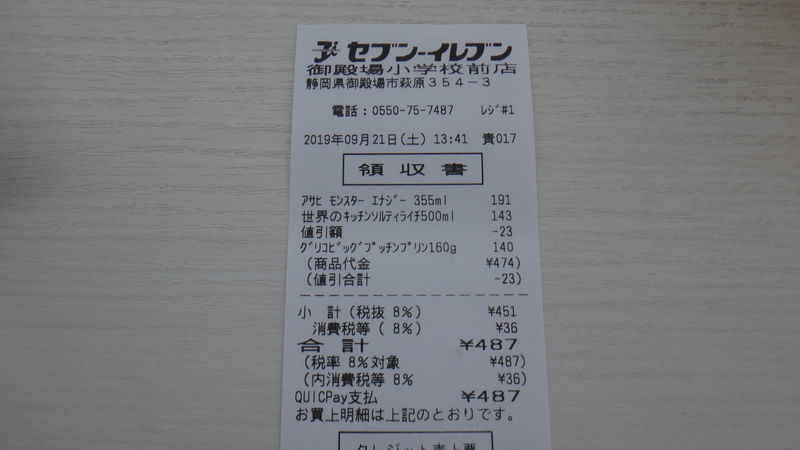 セブン-イレブン
御殿場小学校前店
静岡県御殿場市萩原354-3
電話:0550-75-7487 ﾚｼﾞ#1
2019年09月21日(土) 13:41 責017
領収書
ｱｻﾋ ﾓﾝｽﾀｰ ｴﾅｼﾞｰ 355ml 191
世界のｷｯﾁﾝｿﾙﾃｨﾗｲﾁ500ml 143
値引額 -23
ｸﾞﾘｺﾋﾞｯｸﾞﾌﾟｯﾁﾝﾌﾟﾘﾝ160g 140
(商品代金 ¥474)
(値引合計 -23)
小 計(税抜 8%) ¥451
消費税等( 8%) ¥36
合 計 ¥487
(税率 8%対象 ¥487)
(内消費税等 8% ¥36)
QUICPay支払 ¥487
お買上明細は上記のとおりです。
クレジット売上票